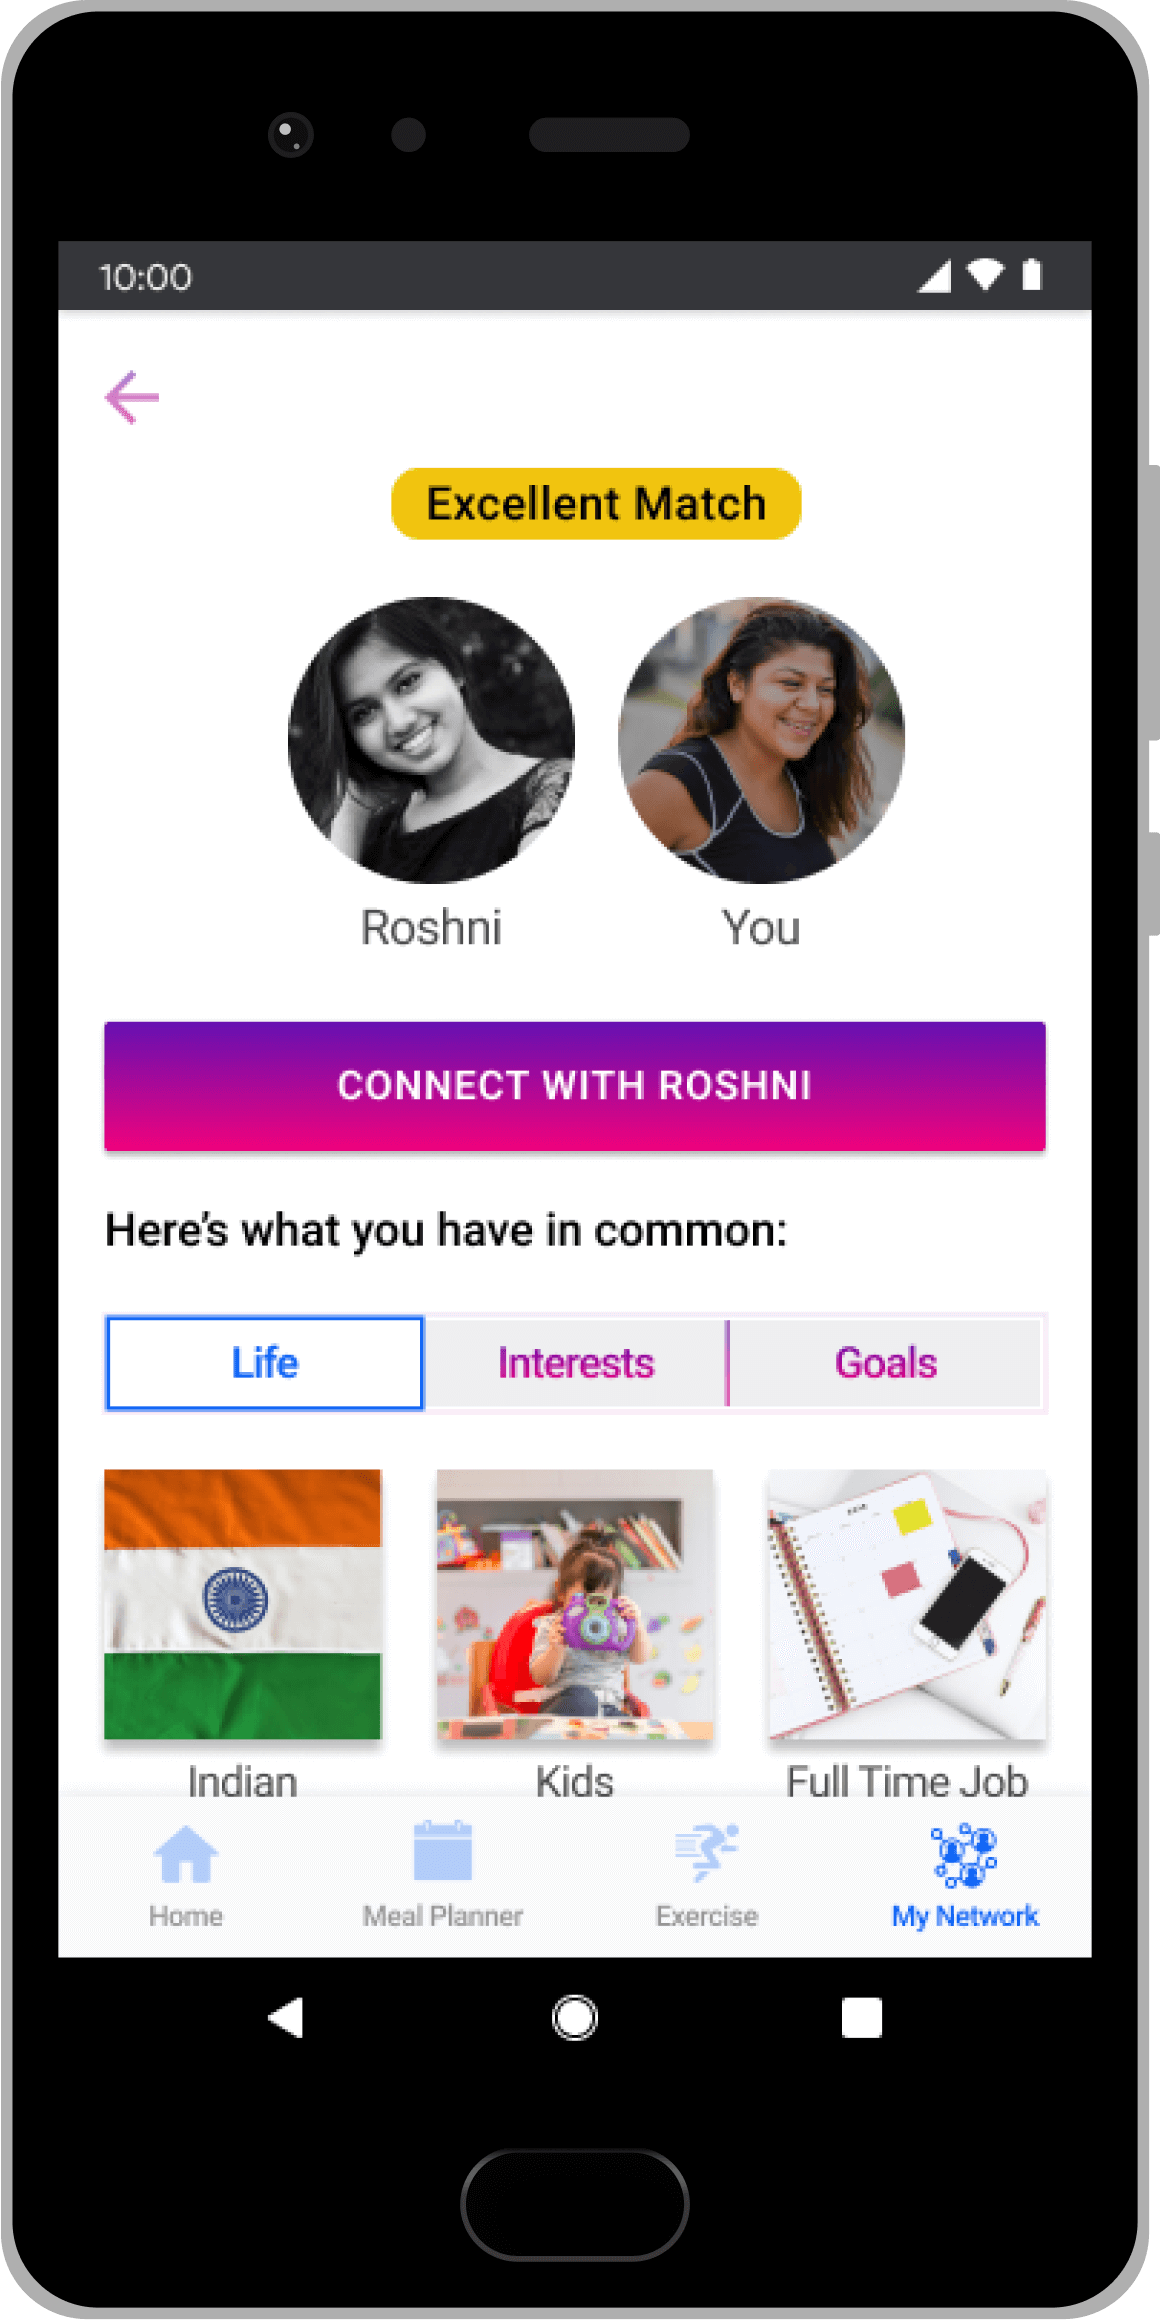 10:00
Excellent Match
Roshni
You
CONNECT WITH ROSHNI
Here's what you have in common:
Life
Interests
Goals
Indian
Kids
Full Time Job
Home
Meal Planner
Exercise
My Network